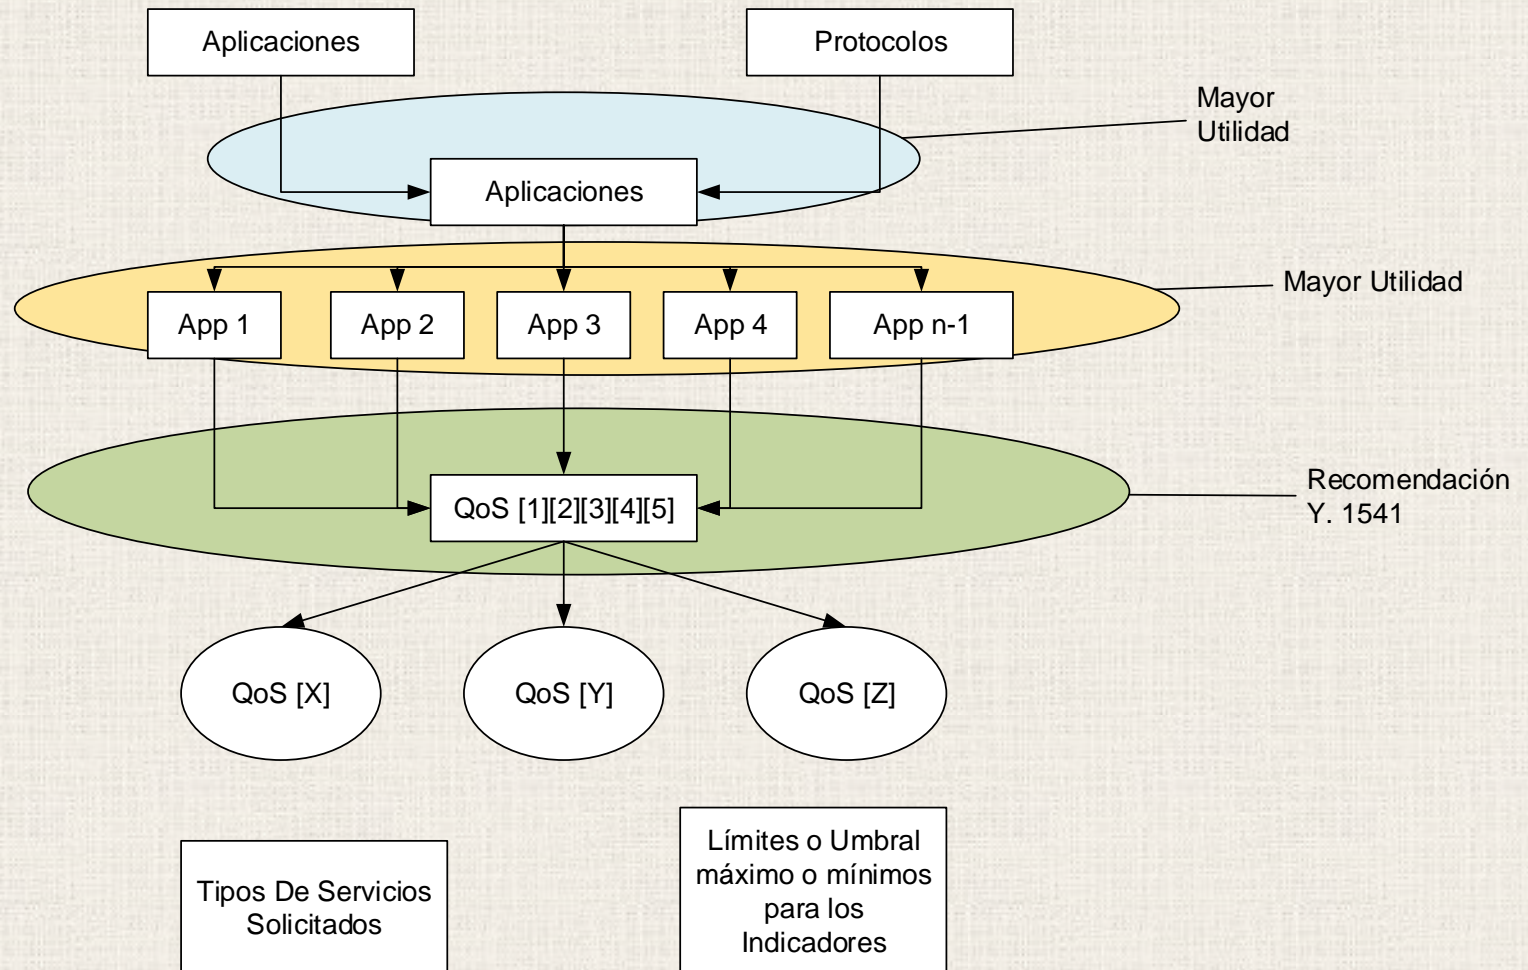 Aplicaciones
Protocolos
Mayor
Utilidad
Aplicaciones
Mayor Utilidad
App 1
App 2
App 3
App 4
App n-1
Recomendación
Y. 1541
QoS [1][2][3][4][5]
QoS [X]
QoS [Y]
QoS [Z]
Tipos De Servicios
Solicitados
Límites o Umbral
máximo o mínimos
para los
Indicadores